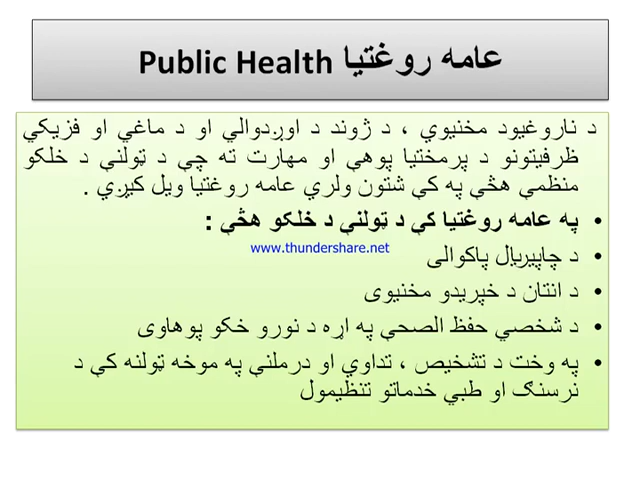 عامه روغتیا Public Health
د ناروغیود مخنیوي ، د ژوند د اوږدوالي او د ماغي او فزیکي
ظرفیتونو د پرمختیا پوهې او مهارت ته چې د ټولنې د خلکو
منظمې هڅې په کې شتون ولري عامه روغتیا ویل کیږي .
• په عامه روغتیا کې د ټولنې د خلکو هڅې :
www.thundershare.net
• د چاپیریال پاکوالی
• د انتان د خپریدو مخنیوی
• د شخصي حفظ الصحې په اړه د نورو خکو پوهاوی
• په وخت د تشخیص ، تداوي او درملنې په موخه ټولنه کې د
نرسنګ او طبي خدماتو تنظیمول